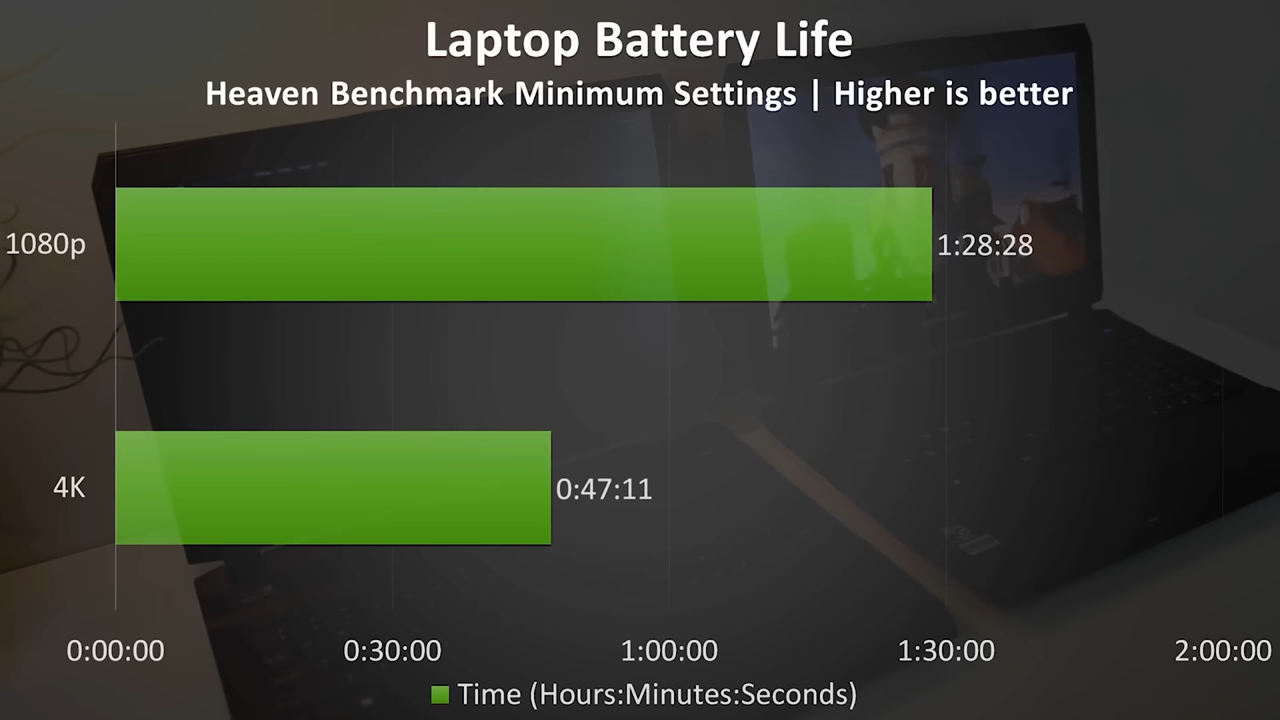 Laptop Battery Life
Heaven Benchmark Minimum Settings | Higher is better
1080p
1:28:28
4K
0:47:11
0:00:00 0:30:00 1:00:00 1:30:00 2:00:00
Time (Hours:Minutes:Seconds)